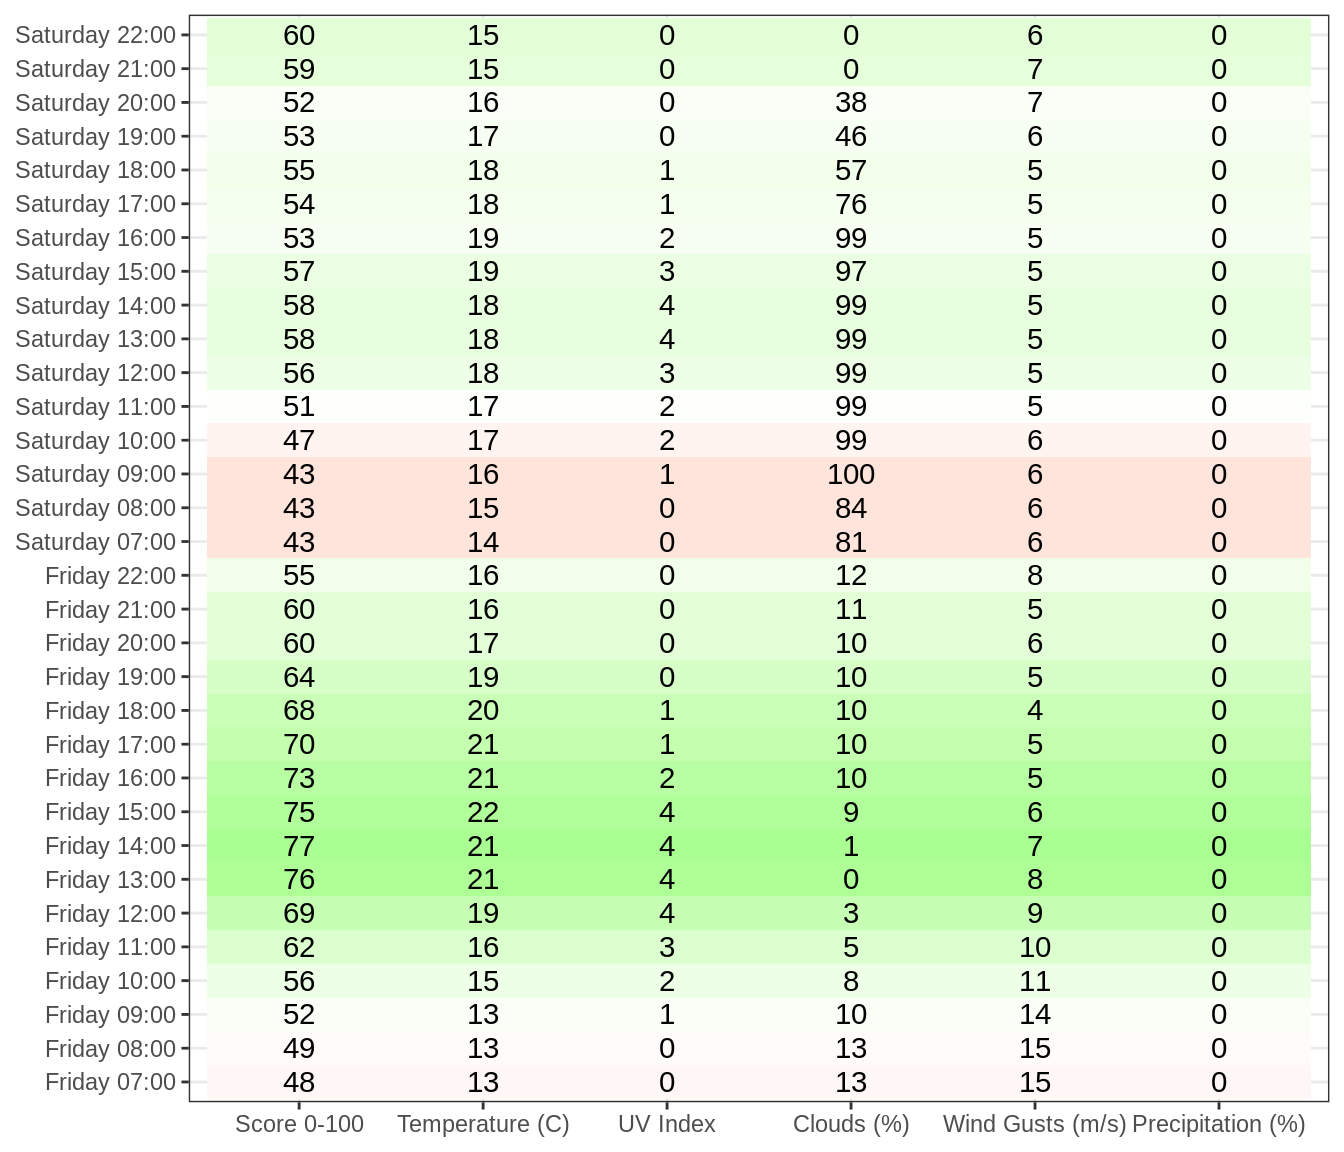 Saturday 22:00 60 15 0 0 6 0
Saturday 21:00 59 15 0 0 7 0
Saturday 20:00 52 16 0 38 7 0
Saturday 19:00 53 17 0 46 6 0
Saturday 18:00 55 18 1 57 5 0
Saturday 17:00 54 18 1 76 5 0
Saturday 16:00 53 19 2 99 5 0
Saturday 15:00 57 19 3 97 5 0
Saturday 14:00 58 18 4 99 5 0
Saturday 13:00 58 18 4 99 5 0
Saturday 12:00 56 18 3 99 5 0
Saturday 11:00 51 17 2 99 5 0
Saturday 10:00 47 17 2 99 6 0
Saturday 09:00 43 16 1 100 6 0
Saturday 08:00 43 15 0 84 6 0
Saturday 07:00 43 14 0 81 6 0
Friday 22:00 55 16 0 12 8 0
Friday 21:00 60 16 0 11 5 0
Friday 20:00 60 17 0 10 6 0
Friday 19:00 64 19 0 10 5 0
Friday 18:00 68 20 1 10 4 0
Friday 17:00 70 21 1 10 5 0
Friday 16:00 73 21 2 10 5 0
Friday 15:00 75 22 4 9 6 0
Friday 14:00 77 21 4 1 7 0
Friday 13:00 76 21 4 0 8 0
Friday 12:00 69 19 4 3 9 0
Friday 11:00 62 16 3 5 10 0
Friday 10:00 56 15 2 8 11 0
Friday 09:00 52 13 1 10 14 0
Friday 08:00 49 13 0 13 15 0
Friday 07:00 48 13 0 13 15 0
Score 0-100 Temperature (C) UV Index Clouds (%) Wind Gusts (m/s) Precipitation (%)